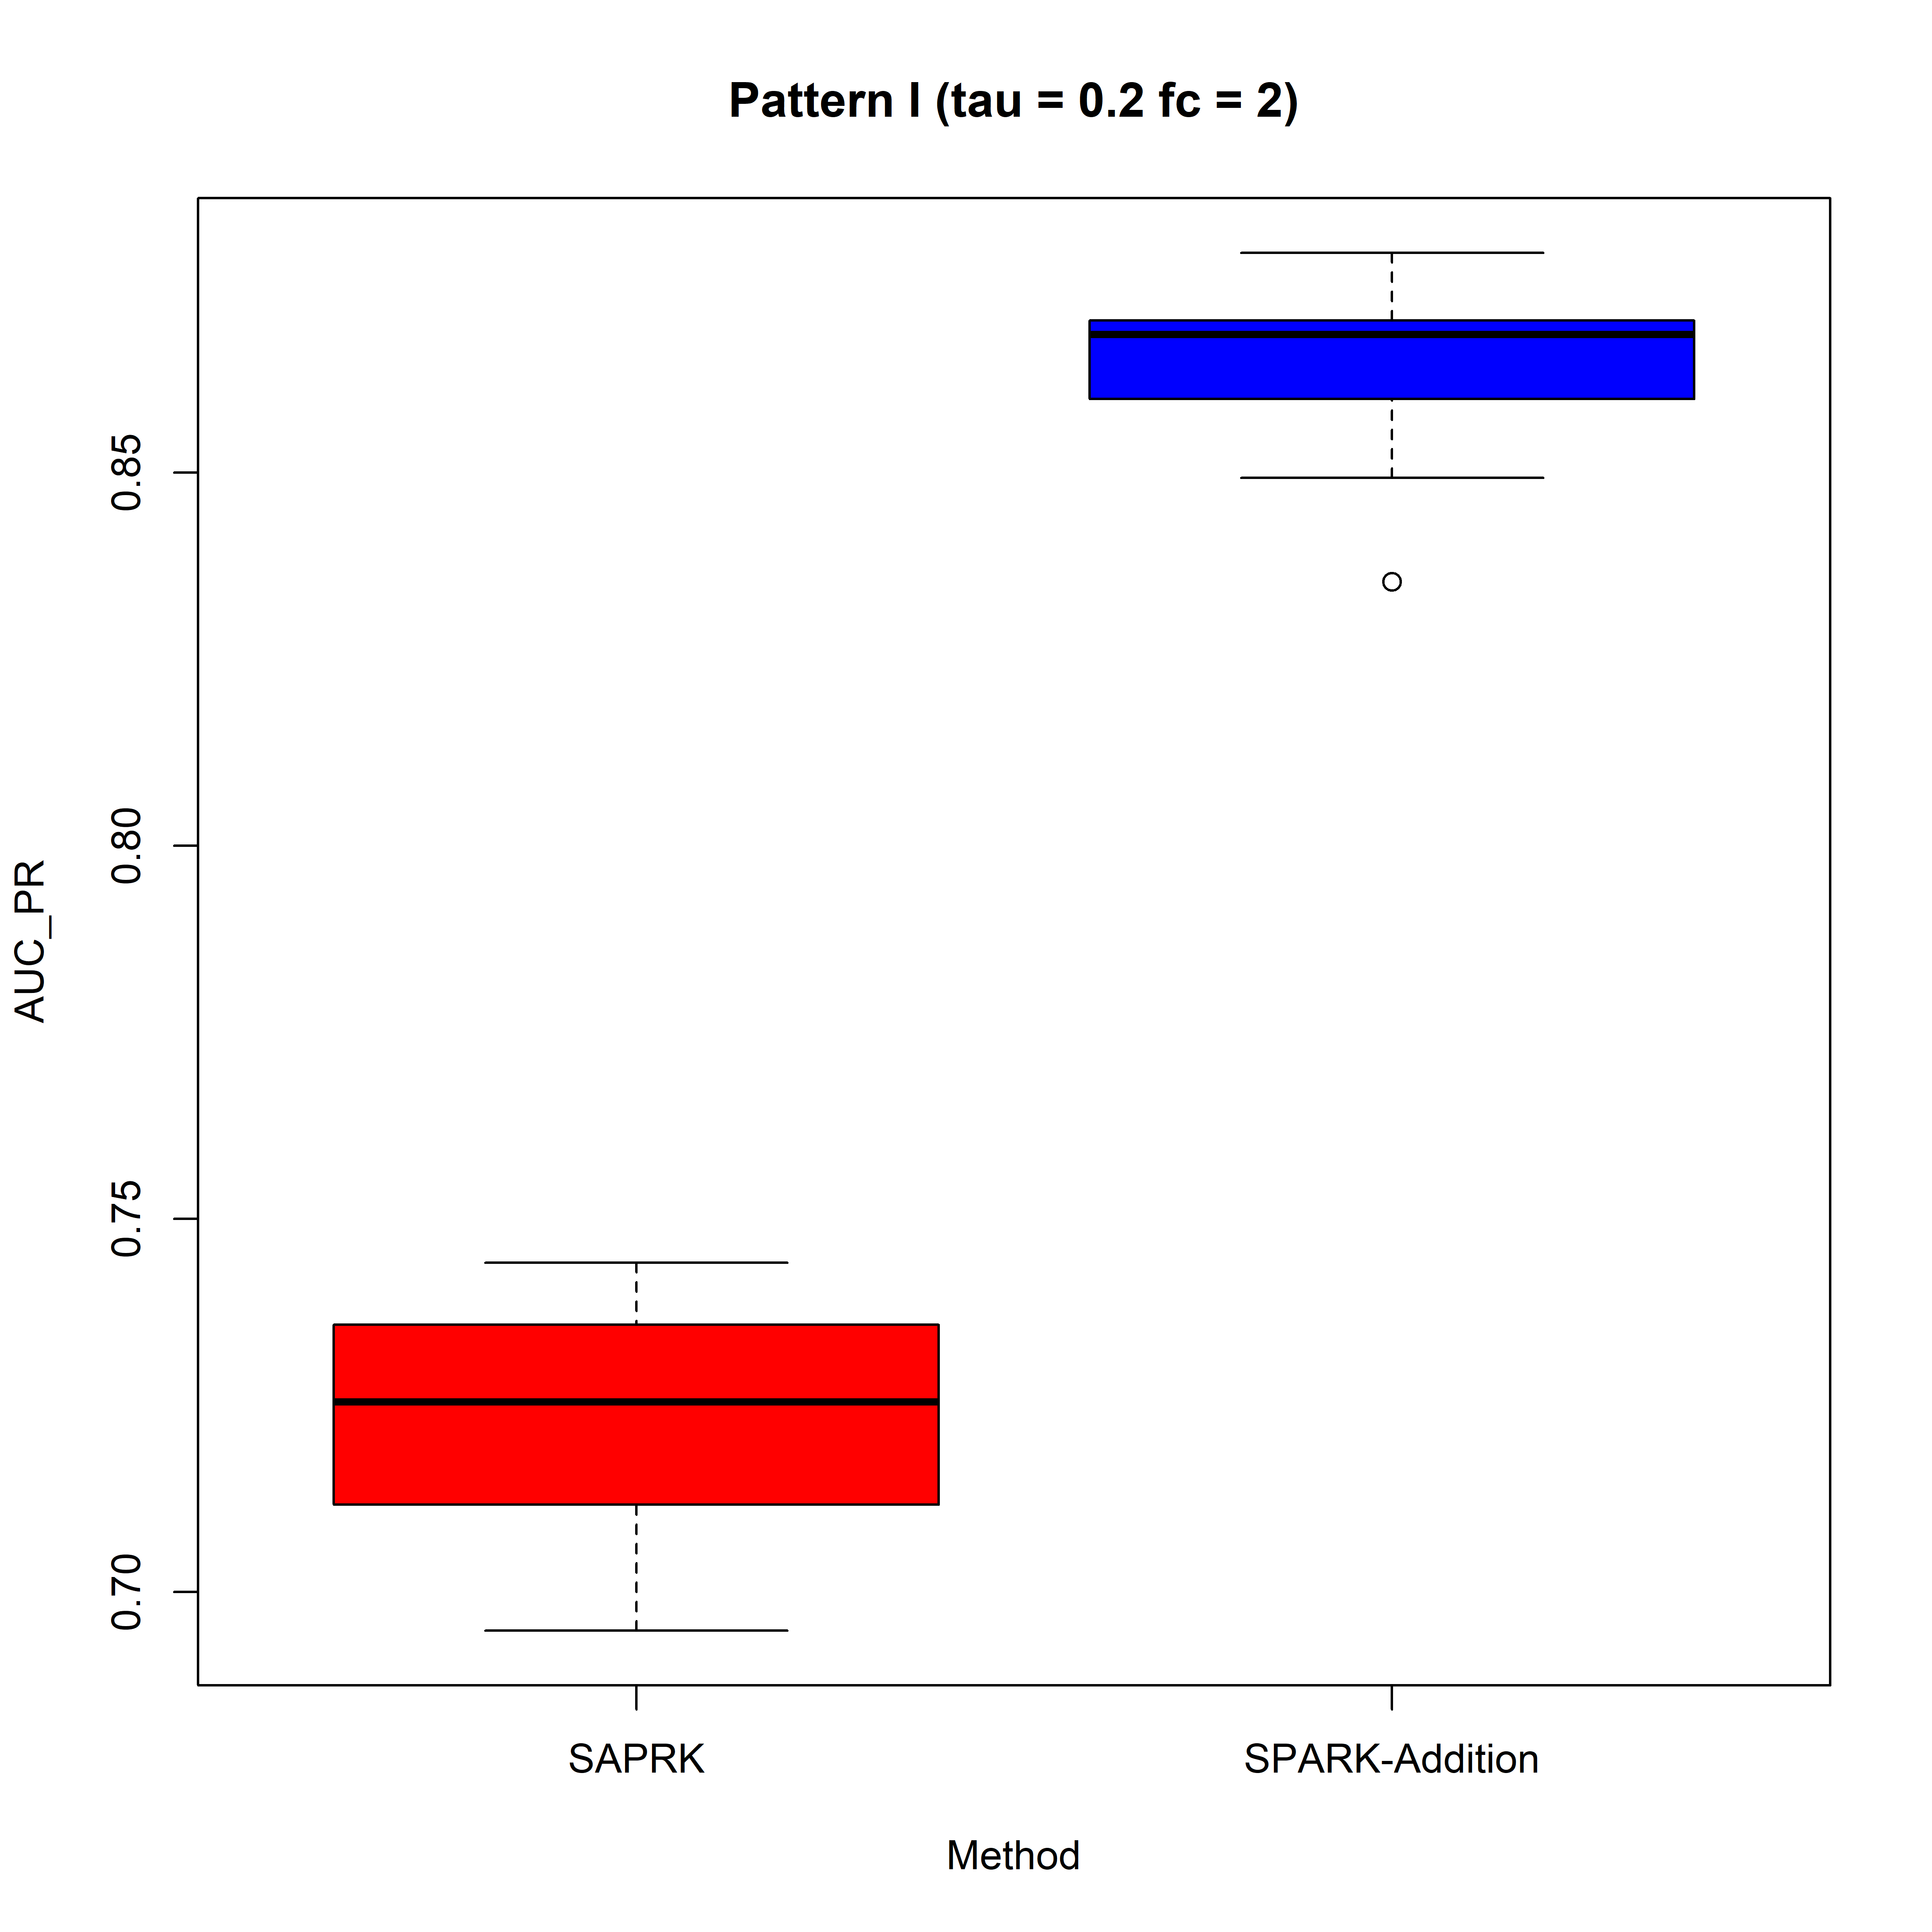 Pattern I (tau = 0.2 fc = 2)
AUC_PR
0.85
0.80
0.75
0.70
SAPRK
SPARK-Addition
Method